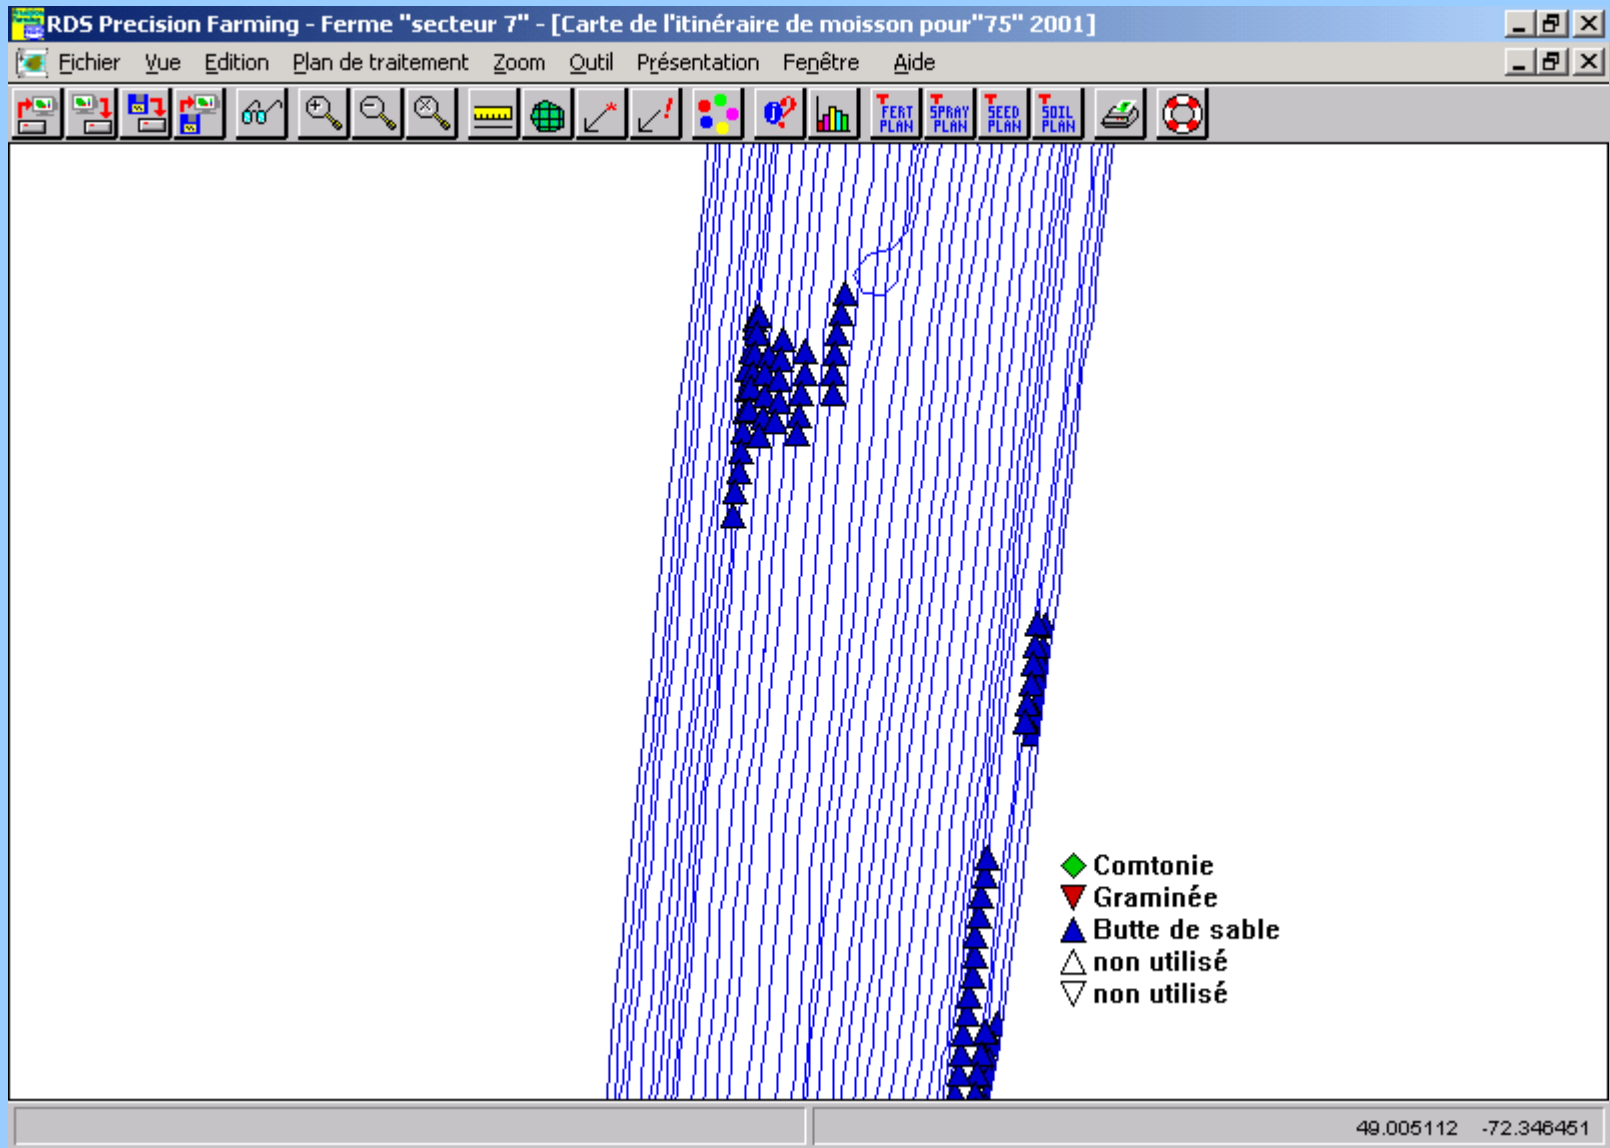 RDS Precision Farming - Ferme "secteur 7" - [Carte de l'itinéraire de moisson pour"75" 2001]
Fichier Vue Edition Plan de traitement Zoom Outil Présentation Fenêtre Aide
T FERT PLAN T SPRAY PLAN T SEED PLAN T SOIL PLAN
Comtonie
Graminée
Butte de sable
non utilisé
non utilisé
49.005112 -72.346451